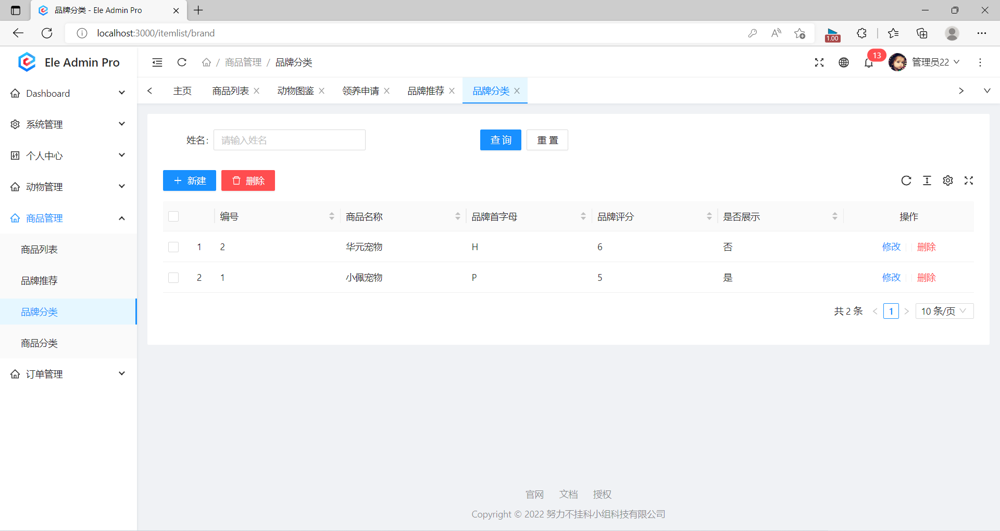 品牌分类 - Ele Admin Pro
localhost:3000/itemlist/brand
1.00
Ele Admin Pro
/ 商品管理 / 品牌分类
13
管理员22
Dashboard
系统管理
个人中心
动物管理
商品管理
商品列表
品牌推荐
品牌分类
商品分类
订单管理
主页 商品列表 动物图鉴 领养申请 品牌推荐 品牌分类
姓名: 请输入姓名 查 询 重 置
新建 删除
编号 商品名称 品牌首字母 品牌评分 是否展示 操作
1 2 华元宠物 H 6 否 修改 删除
2 1 小佩宠物 P 5 是 修改 删除
共 2 条 < 1 > 10 条/页
官网 文档 授权
Copyright © 2022 努力不挂科小组科技有限公司